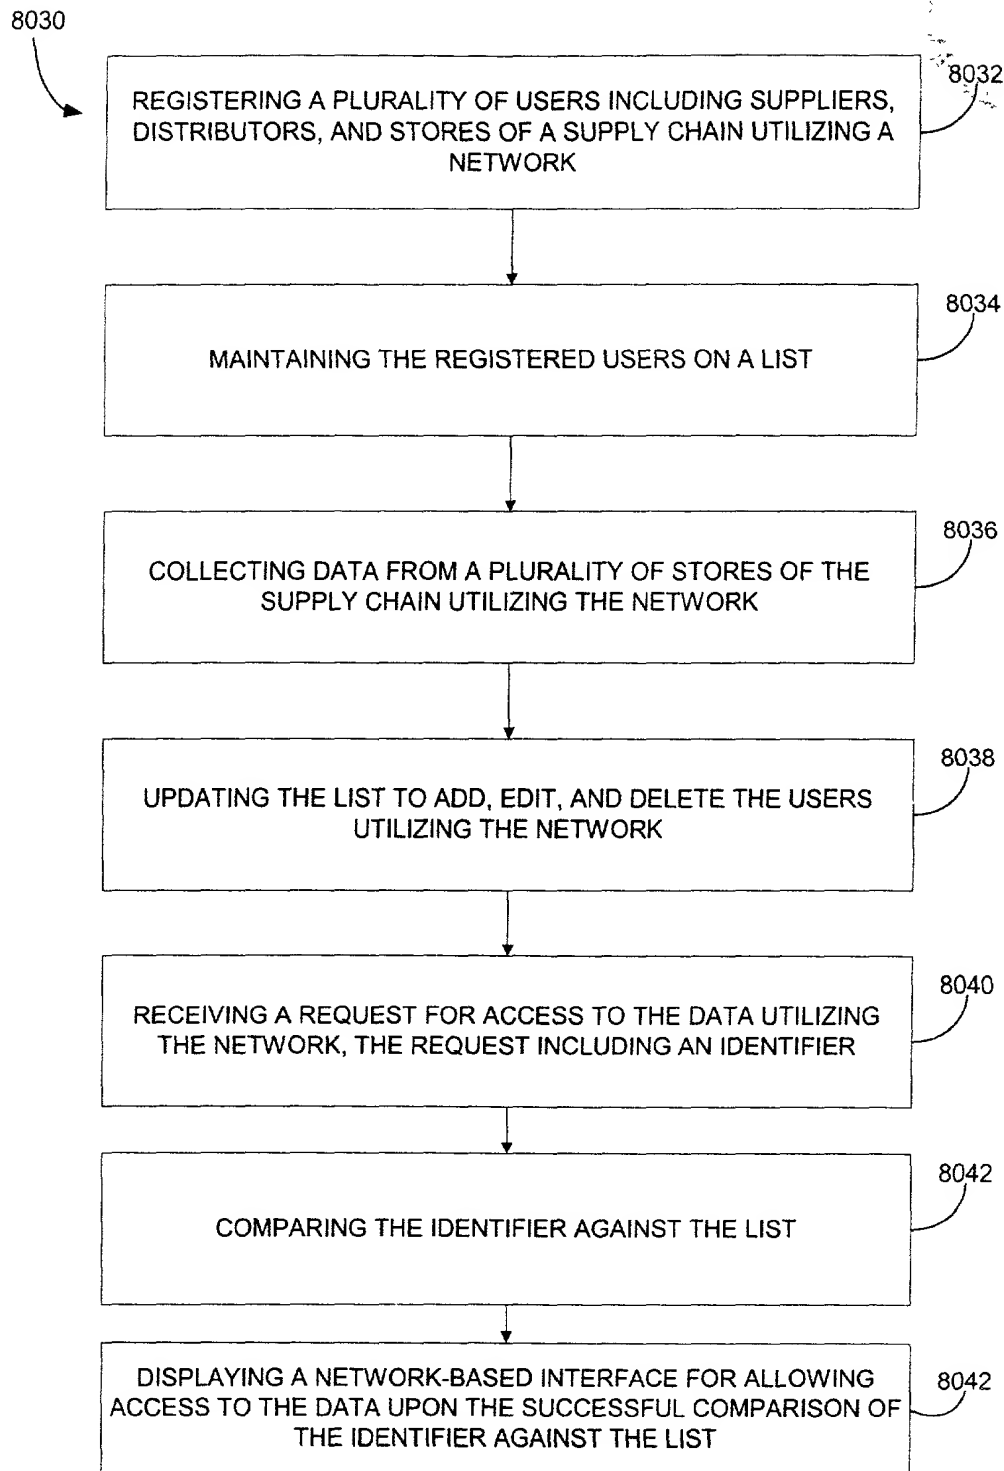 8030
8032
REGISTERING A PLURALITY OF USERS INCLUDING SUPPLIERS,
DISTRIBUTORS, AND STORES OF A SUPPLY CHAIN UTILIZING A
NETWORK
8034
MAINTAINING THE REGISTERED USERS ON A LIST
8036
COLLECTING DATA FROM A PLURALITY OF STORES OF THE
SUPPLY CHAIN UTILIZING THE NETWORK
8038
UPDATING THE LIST TO ADD, EDIT, AND DELETE THE USERS
UTILIZING THE NETWORK
8040
RECEIVING A REQUEST FOR ACCESS TO THE DATA UTILIZING
THE NETWORK, THE REQUEST INCLUDING AN IDENTIFIER
8042
COMPARING THE IDENTIFIER AGAINST THE LIST
8042
DISPLAYING A NETWORK-BASED INTERFACE FOR ALLOWING
ACCESS TO THE DATA UPON THE SUCCESSFUL COMPARISON OF
THE IDENTIFIER AGAINST THE LIST